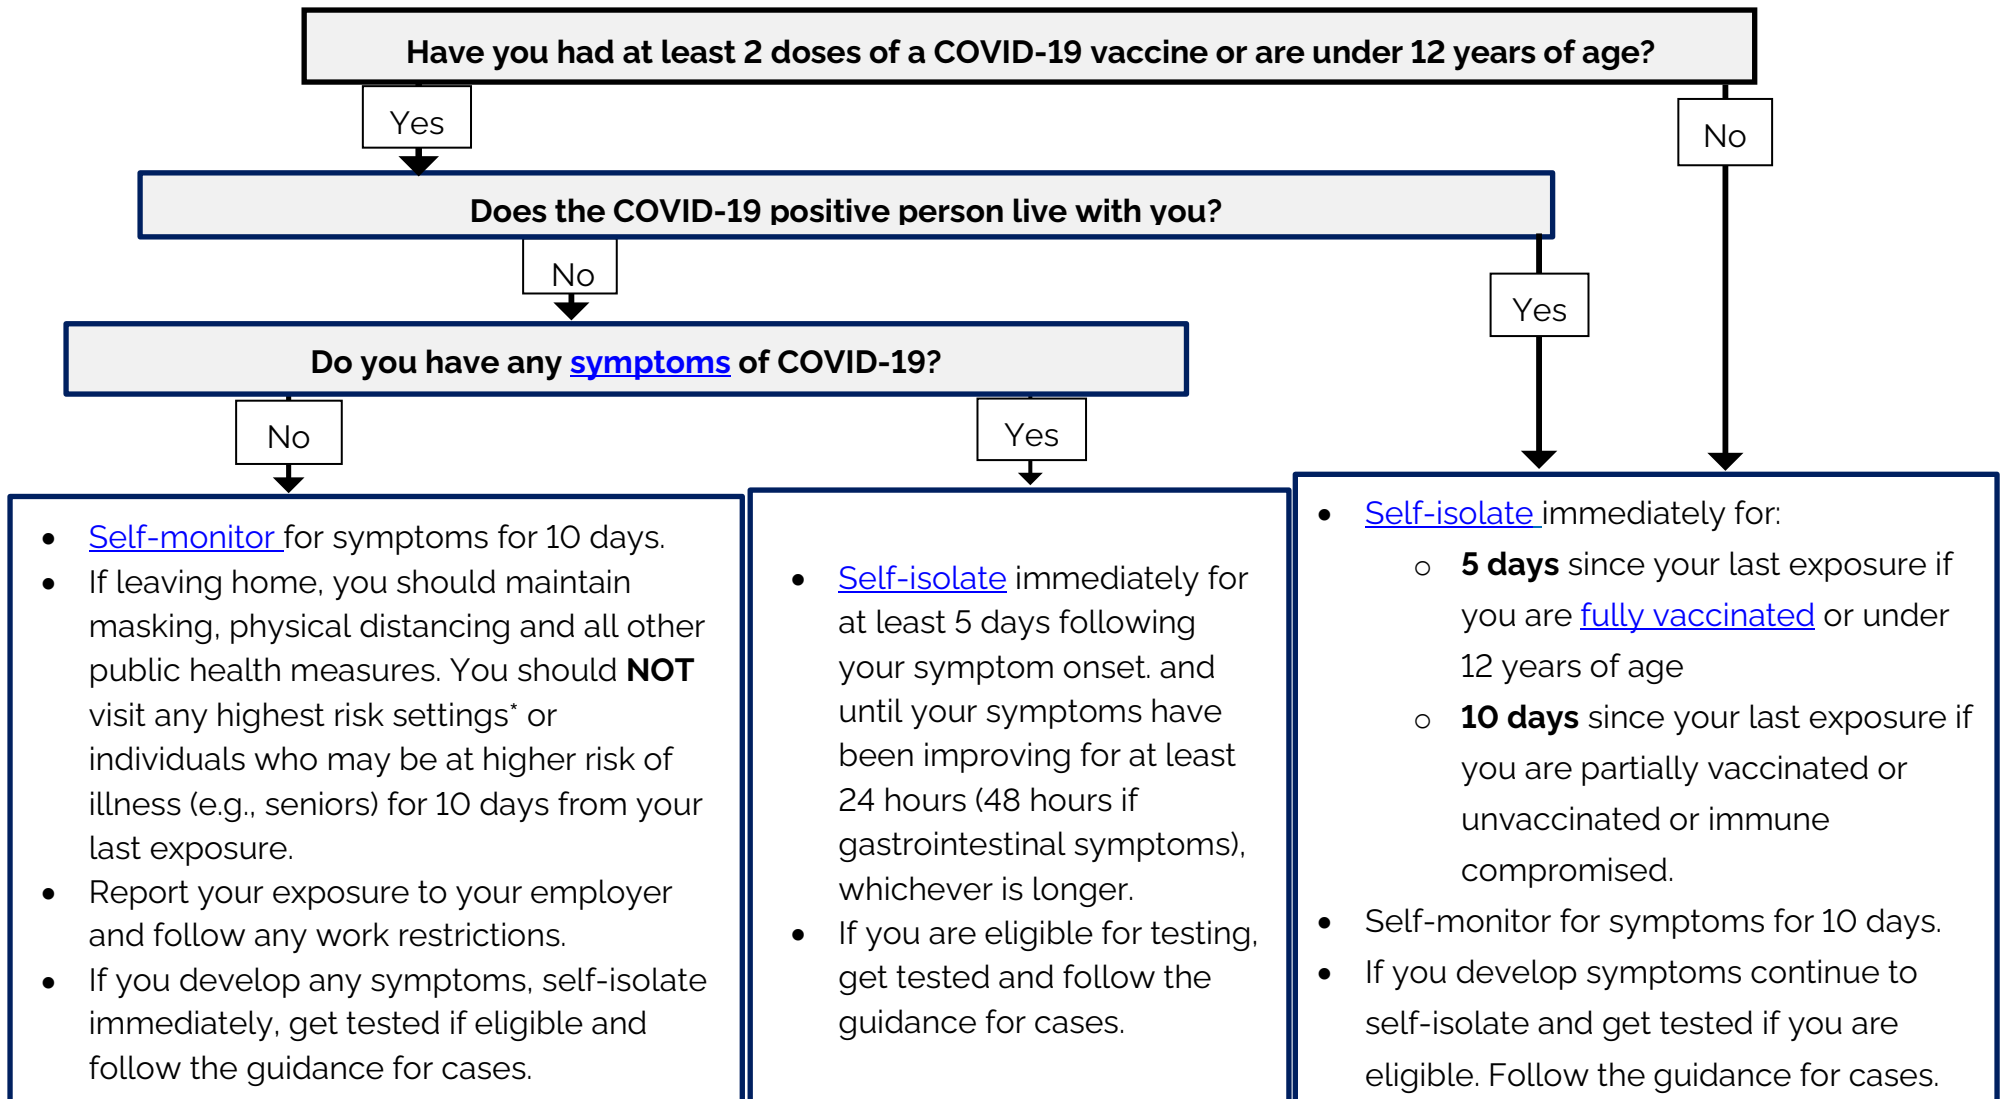 Have you had at least 2 doses of a COVID-19 vaccine or are under 12 years of age?
Yes
No
Does the COVID-19 positive person live with you?
No
Yes
Do you have any symptoms of COVID-19?
No
Yes
• Self-monitor for symptoms for 10 days.
• If leaving home, you should maintain
masking, physical distancing and all other
public health measures. You should NOT
visit any highest risk settings* or
individuals who may be at higher risk of
illness (e.g., seniors) for 10 days from your
last exposure.
• Report your exposure to your employer
and follow any work restrictions.
• If you develop any symptoms, self-isolate
immediately, get tested if eligible and
follow the guidance for cases.
• Self-isolate immediately for
at least 5 days following
your symptom onset. and
until your symptoms have
been improving for at least
24 hours (48 hours if
gastrointestinal symptoms),
whichever is longer.
• If you are eligible for testing,
get tested and follow the
guidance for cases.
• Self-isolate immediately for:
o 5 days since your last exposure if
you are fully vaccinated or under
12 years of age
o 10 days since your last exposure if
you are partially vaccinated or
unvaccinated or immune
compromised.
• Self-monitor for symptoms for 10 days.
• If you develop symptoms continue to
self-isolate and get tested if you are
eligible. Follow the guidance for cases.